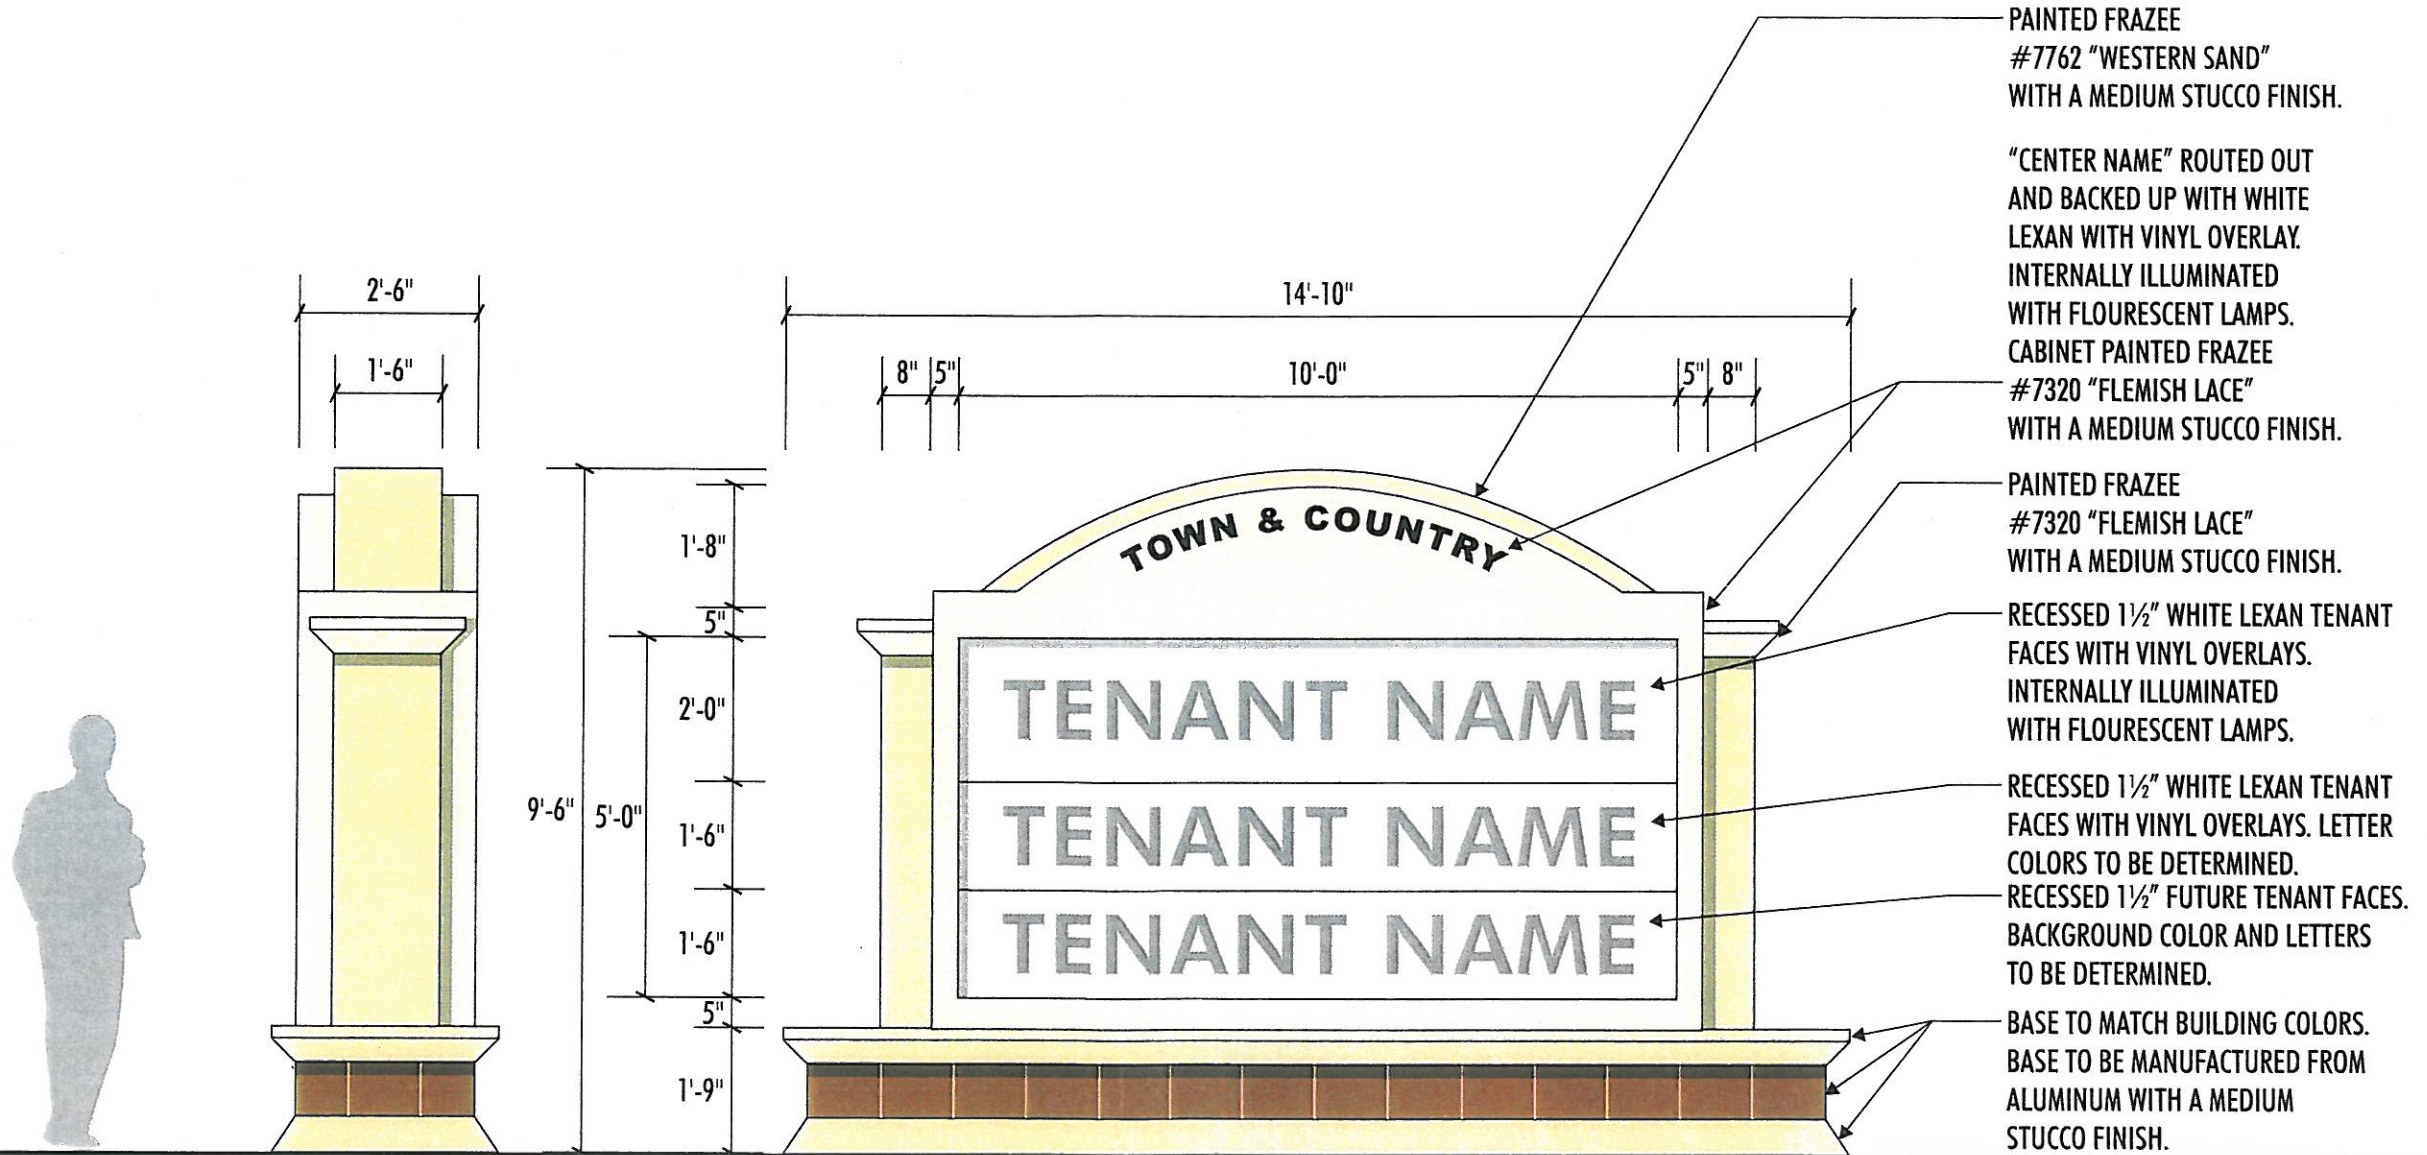 PAINTED FRAZEE
#7762 "WESTERN SAND"
WITH A MEDIUM STUCCO FINISH.
"CENTER NAME" ROUTED OUT
AND BACKED UP WITH WHITE
LEXAN WITH VINYL OVERLAY.
INTERNALLY ILLUMINATED
WITH FLOURESCENT LAMPS.
CABINET PAINTED FRAZEE
#7320 "FLEMISH LACE"
WITH A MEDIUM STUCCO FINISH.
PAINTED FRAZEE
#7320 "FLEMISH LACE"
WITH A MEDIUM STUCCO FINISH.
RECESSED 1½" WHITE LEXAN TENANT
FACES WITH VINYL OVERLAYS.
INTERNALLY ILLUMINATED
WITH FLOURESCENT LAMPS.
RECESSED 1½" WHITE LEXAN TENANT
FACES WITH VINYL OVERLAYS. LETTER
COLORS TO BE DETERMINED.
RECESSED 1½" FUTURE TENANT FACES.
BACKGROUND COLOR AND LETTERS
TO BE DETERMINED.
BASE TO MATCH BUILDING COLORS.
BASE TO BE MANUFACTURED FROM
ALUMINUM WITH A MEDIUM
STUCCO FINISH.
2'-6"
1'-6"
14'-10"
8" 5" 10'-0" 5" 8"
9'-6"
5'-0"
1'-8"
5"
2'-0"
1'-6"
1'-6"
5"
1'-9"
TOWN & COUNTRY
TENANT NAME
TENANT NAME
TENANT NAME